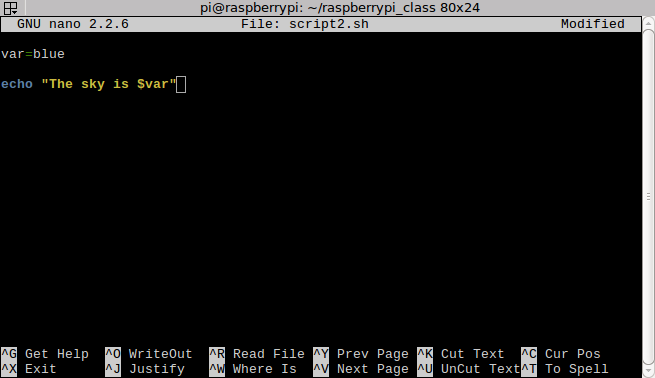 pi@raspberrypi: ~/raspberrypi_class 80x24
GNU nano 2.2.6 File: script2.sh Modified
var=blue
echo "The sky is $var"
^G Get Help ^O WriteOut ^R Read File ^Y Prev Page ^K Cut Text ^C Cur Pos
^X Exit ^J Justify ^W Where Is ^V Next Page ^U UnCut Text ^T To Spell